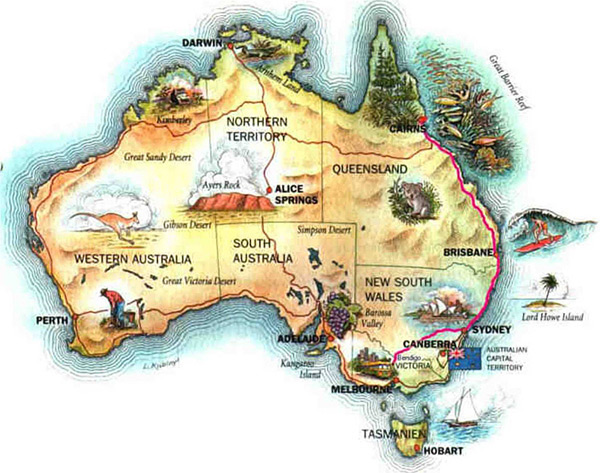 DARWIN
Arnhem Land
Great Barrier Reef
Kimberley
CAIRNS
NORTHERN
TERRITORY
Great Sandy Desert
QUEENSLAND
Ayers Rock
ALICE
SPRINGS
Gibson Desert
Simpson Desert
WESTERN AUSTRALIA
SOUTH
AUSTRALIA
BRISBANE
Great Victoria Desert
NEW SOUTH
WALES
Lord Howe Island
PERTH
Barossa
Valley
SYDNEY
ADELAIDE
CANBERRA
AUSTRALIAN
CAPITAL
TERRITORY
Bendigo
VICTORIA
Kangaroo
Island
MELBOURNE
TASMANIEN
HOBART